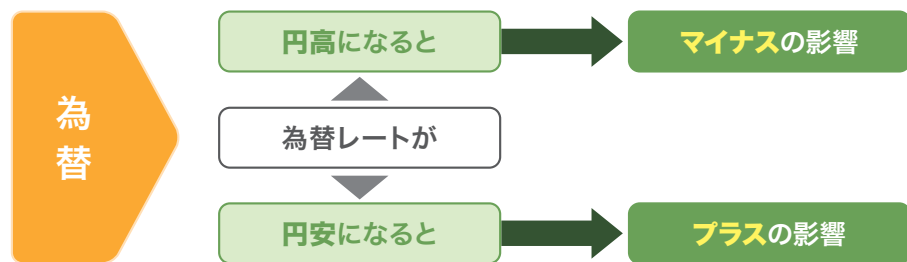 為替
円高になると
マイナスの影響
為替レートが
円安になると
プラスの影響